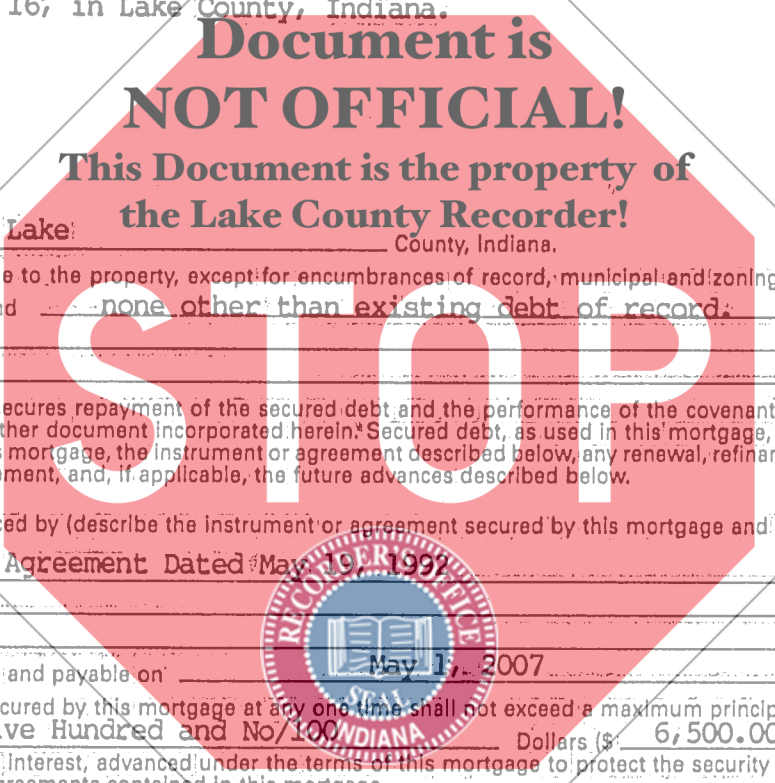 16, in Lake County, Indiana.
Document is
NOT OFFICIAL!
This Document is the property of
the Lake County Recorder!
Lake County, Indiana.
e to the property, except for encumbrances of record, municipal and zoning
d none other than existing debt of record.
STOP
ecures repayment of the secured debt and the performance of the covenant
ther document incorporated herein. Secured debt, as used in this mortgage,
s mortgage, the instrument or agreement described below, any renewal, refinan
ement, and, if applicable, the future advances described below.
ced by (describe the instrument or agreement secured by this mortgage and
Agreement Dated May 19, 1992
RECORDER'S OFFICE
and payable on May 1, 2007
SEAL
cured by this mortgage at any one time shall not exceed a maximum princip
ive Hundred and No/100 Dollars ($ 6,500.00
INDIANA
interest, advanced under the terms of this mortgage to protect the security
reements contained in this mortgage.